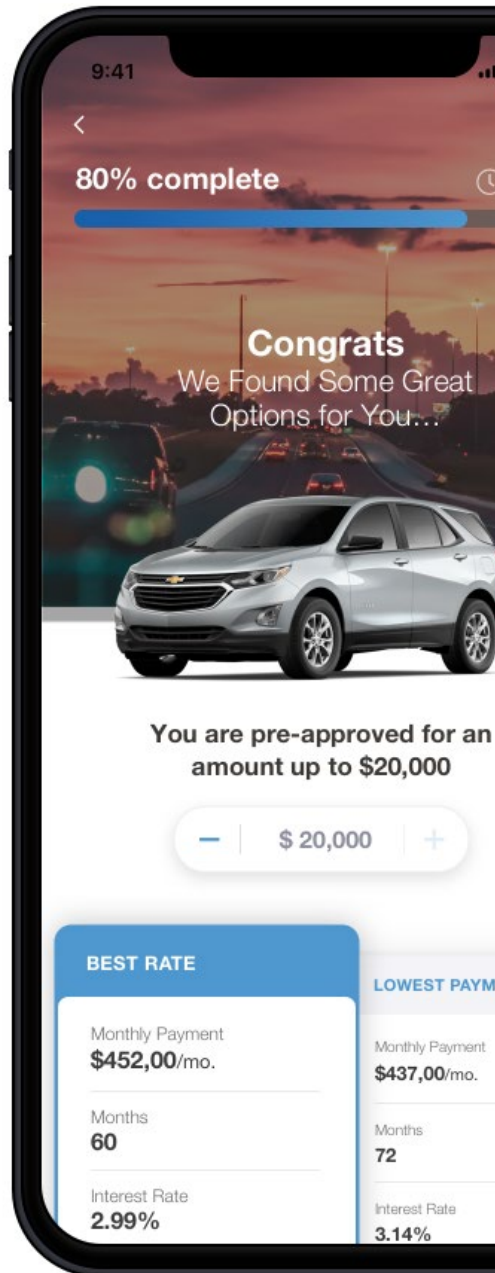 9:41
80% complete
Congrats
We Found Some Great
Options for You...
You are pre-approved for an
amount up to $20,000
− $ 20,000 +
BEST RATE
Monthly Payment
$452,00/mo.
Months
60
Interest Rate
2.99%
LOWEST PAYM
Monthly Payment
$437,00/mo.
Months
72
Interest Rate
3.14%